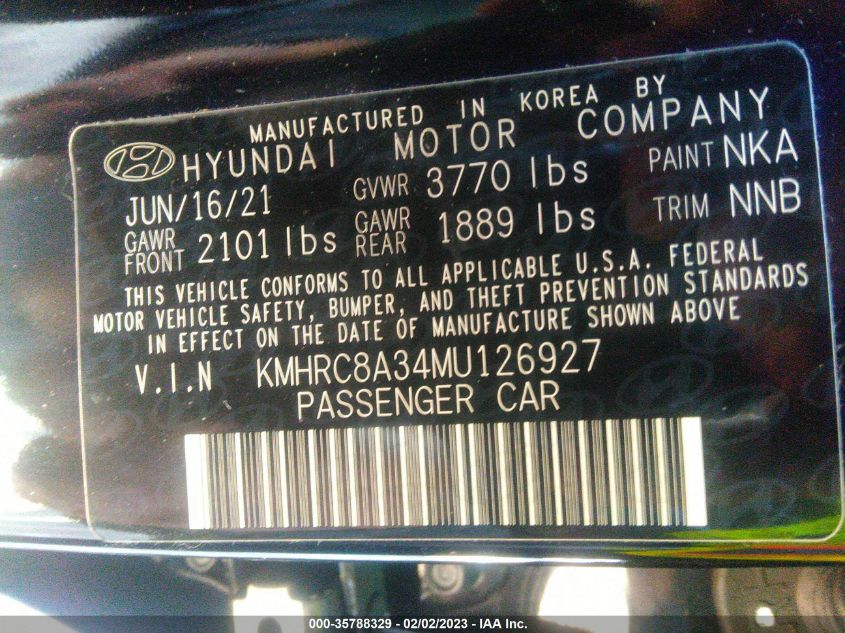 MANUFACTURED IN KOREA BY
HYUNDAI MOTOR COMPANY
JUN/16/21 GVWR 3770 lbs PAINT NKA
GAWR FRONT 2101 lbs GAWR REAR 1889 lbs TRIM NNB
THIS VEHICLE CONFORMS TO ALL APPLICABLE U.S.A. FEDERAL
MOTOR VEHICLE SAFETY, BUMPER, AND THEFT PREVENTION STANDARDS
IN EFFECT ON THE DATE OF MANUFACTURE SHOWN ABOVE
V.I.N KMHRC8A34MU126927
PASSENGER CAR
000-35788329 - 02/02/2023 - IAA Inc.